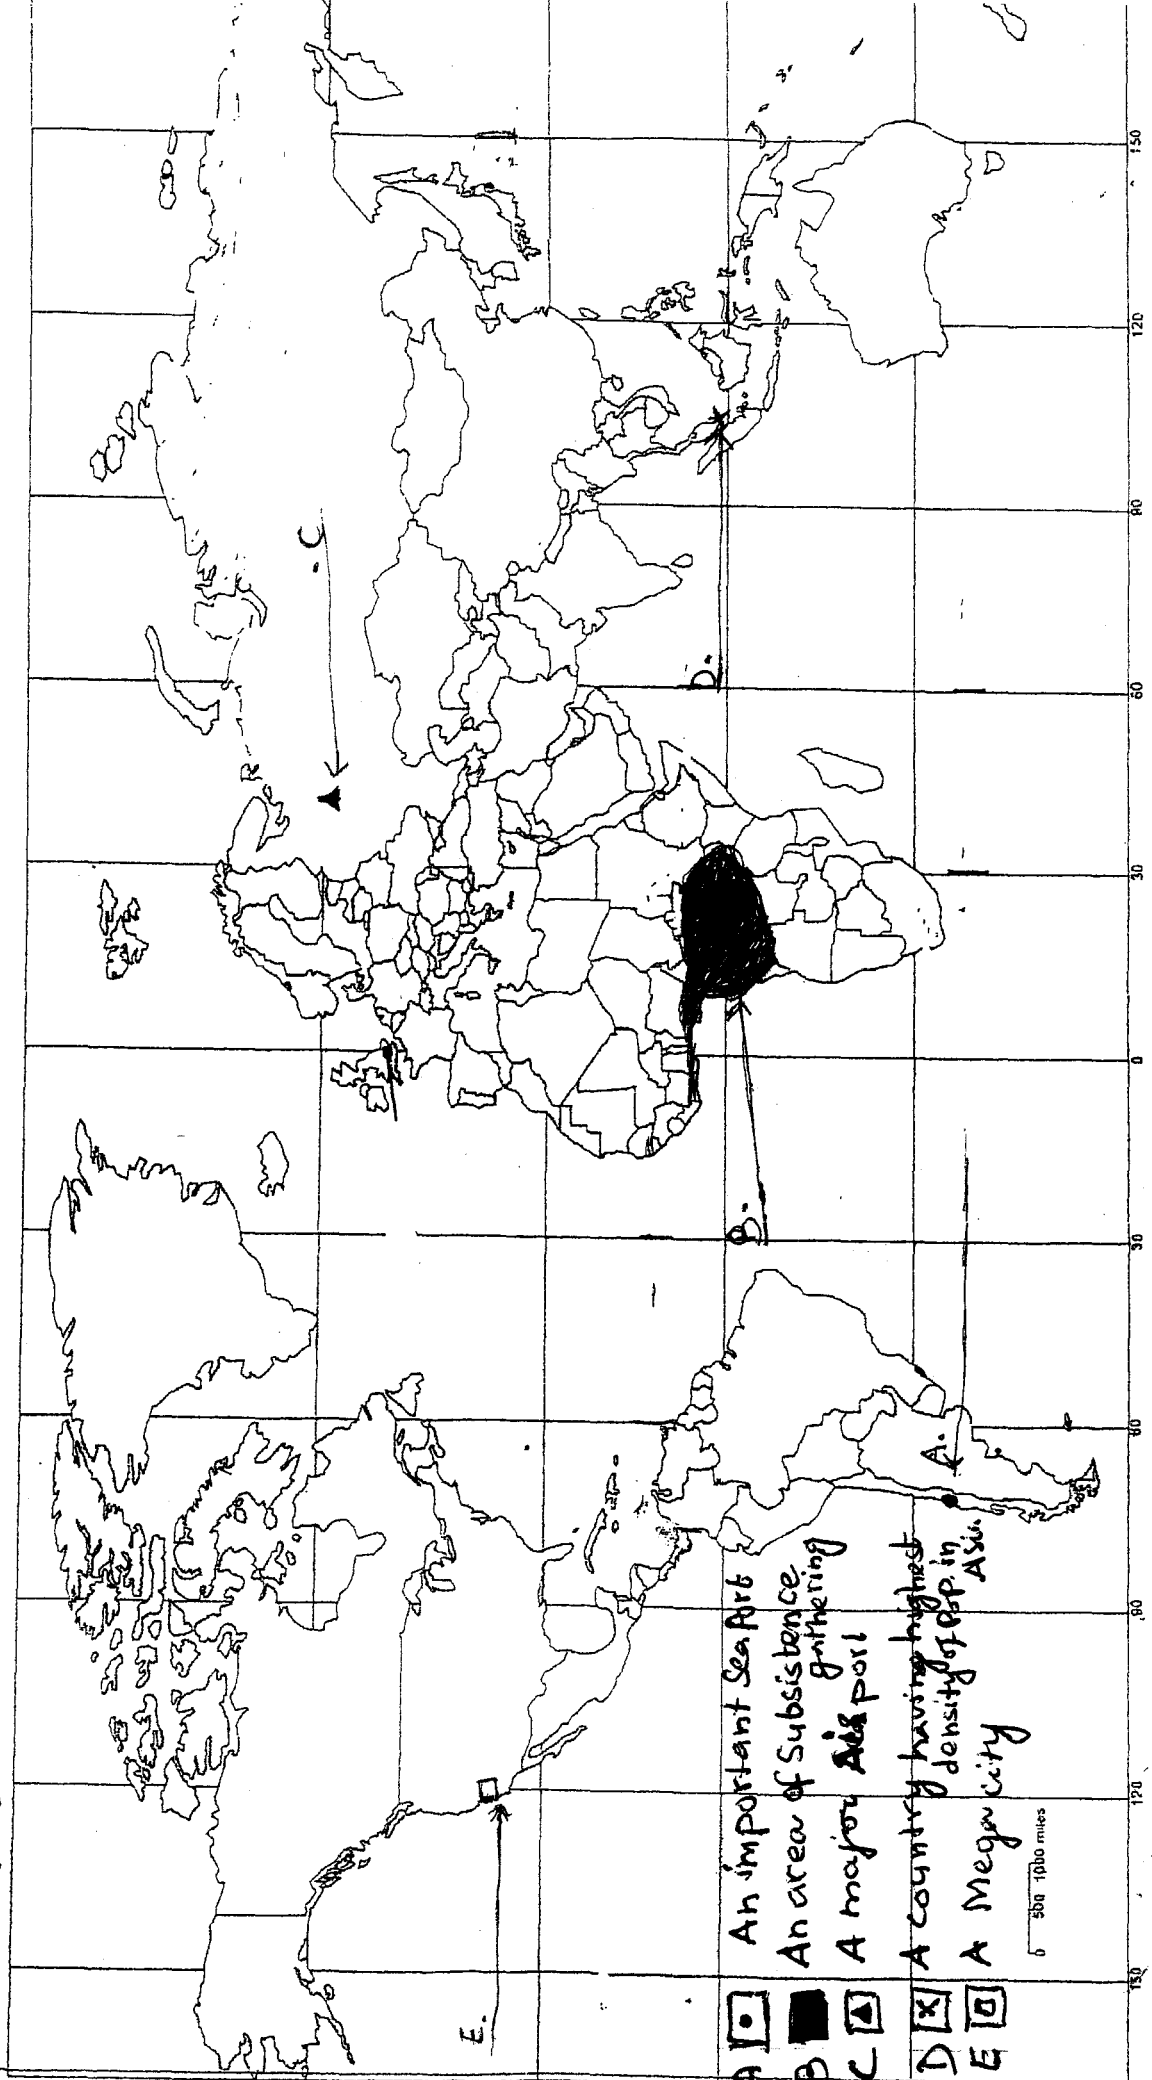 C.
D.
B.
A.
E.
A An important Sea Port
B An area of Subsistence
gathering
C A major Airport
D A country having highest
density of Pop. in
Asia
E A Mega city
0 500 1000 miles
150 120 90 60 30 0 30 60 90 120 150